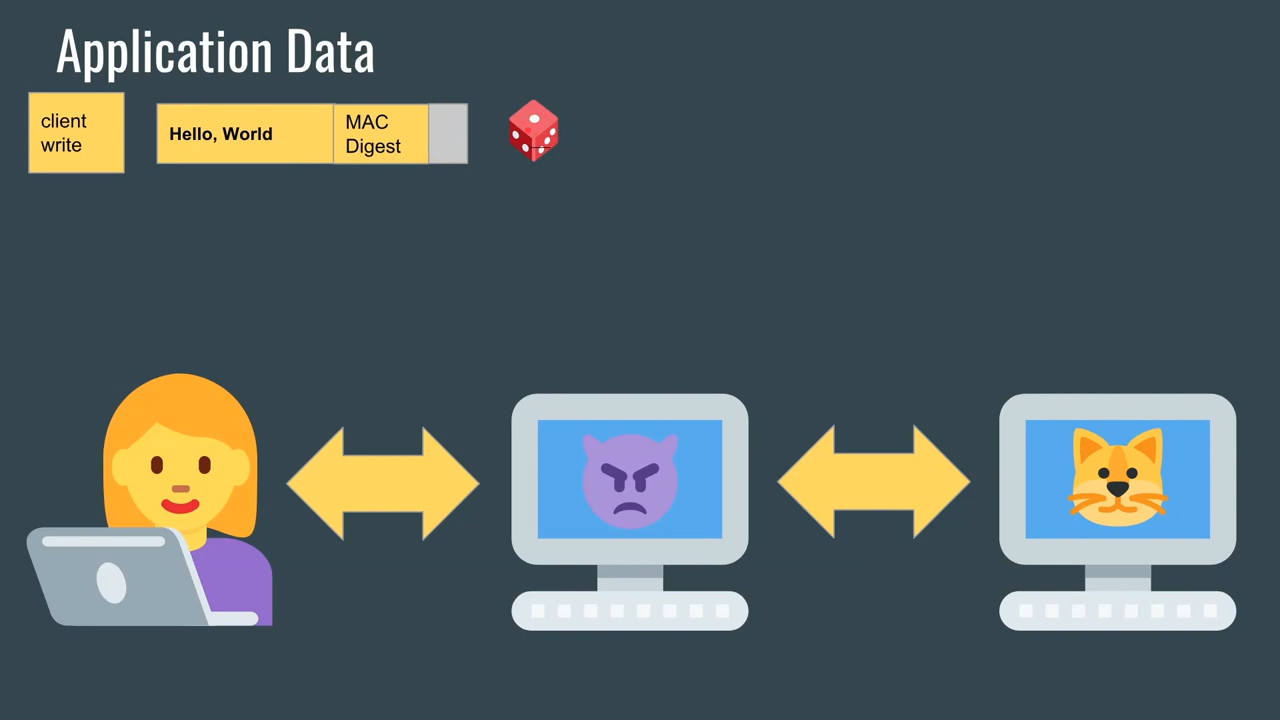 Application Data
client
write
Hello, World
MAC
Digest